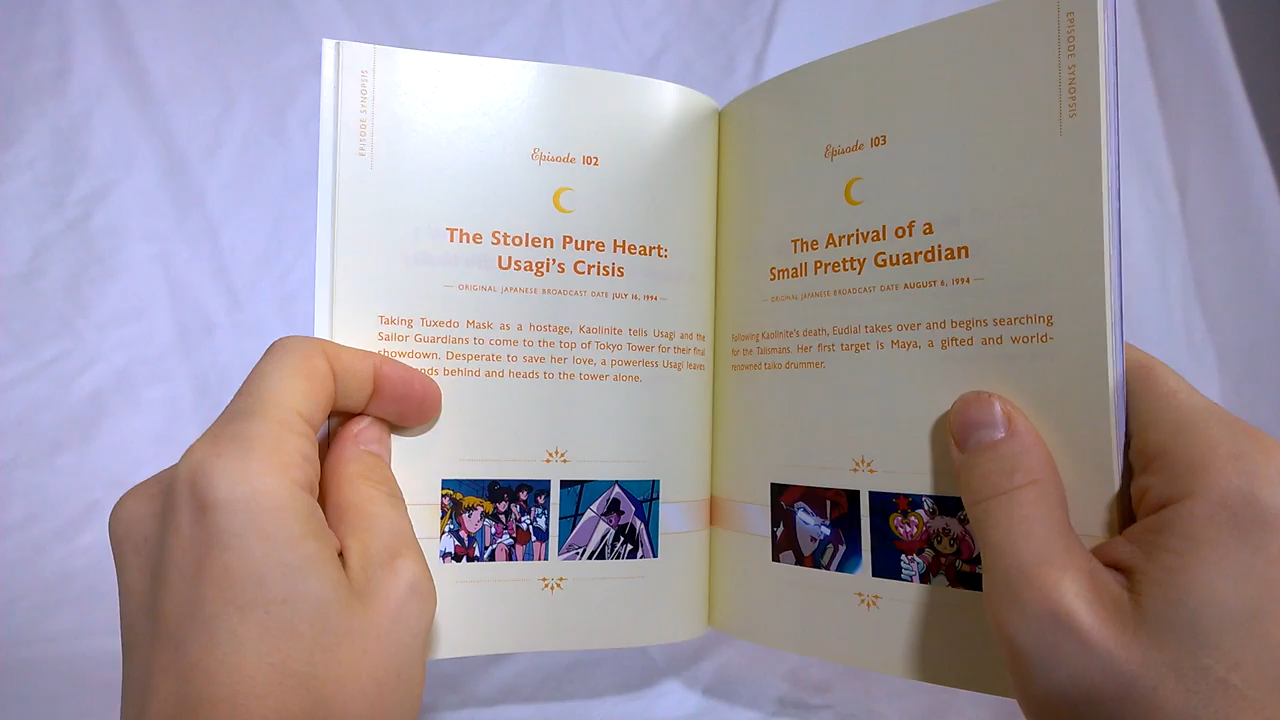 EPISODE SYNOPSIS
Episode 102
The Stolen Pure Heart:
Usagi's Crisis
ORIGINAL JAPANESE BROADCAST DATE JULY 16, 1994
Taking Tuxedo Mask as a hostage, Kaolinite tells Usagi and the
Sailor Guardians to come to the top of Tokyo Tower for their final
showdown. Desperate to save her love, a powerless Usagi leaves
behind and heads to the tower alone.
EPISODE SYNOPSIS
Episode 103
The Arrival of a
Small Pretty Guardian
ORIGINAL JAPANESE BROADCAST DATE AUGUST 6, 1994
Following Kaolinite's death, Eudial takes over and begins searching
for the Talismans. Her first target is Maya, a gifted and world-
renowned taiko drummer.